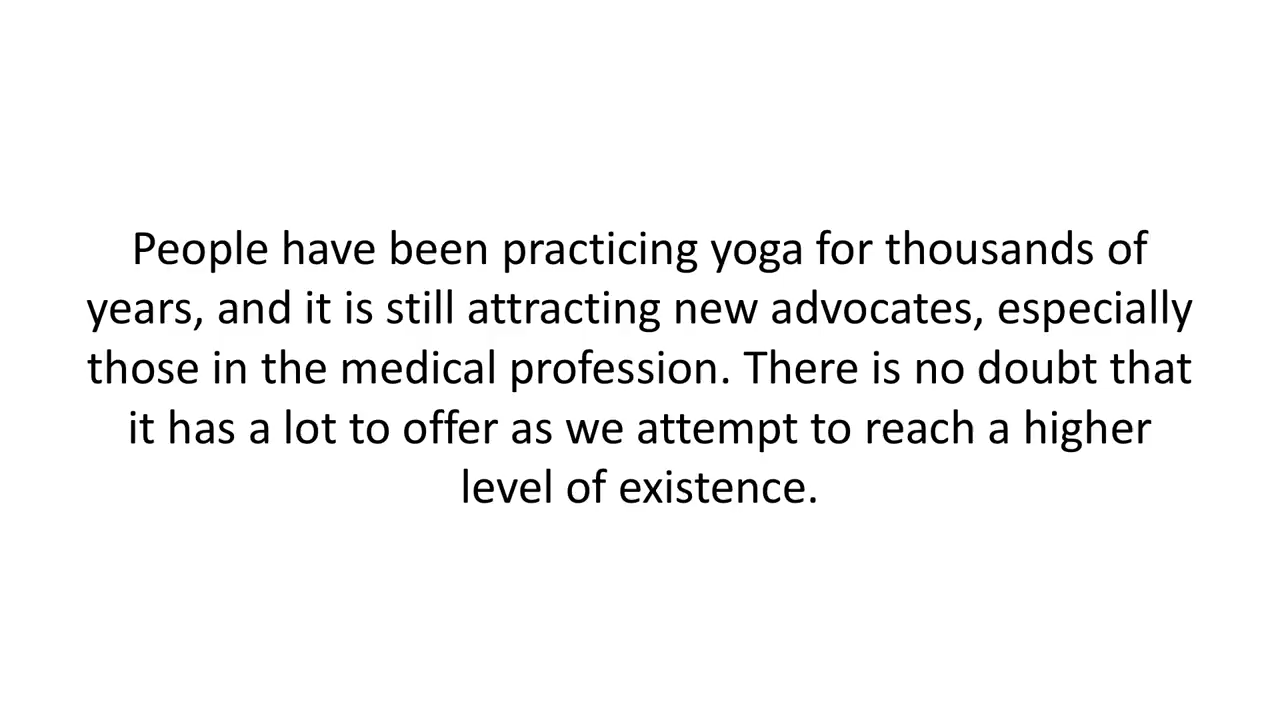 People have been practicing yoga for thousands of
years, and it is still attracting new advocates, especially
those in the medical profession. There is no doubt that
it has a lot to offer as we attempt to reach a higher
level of existence.